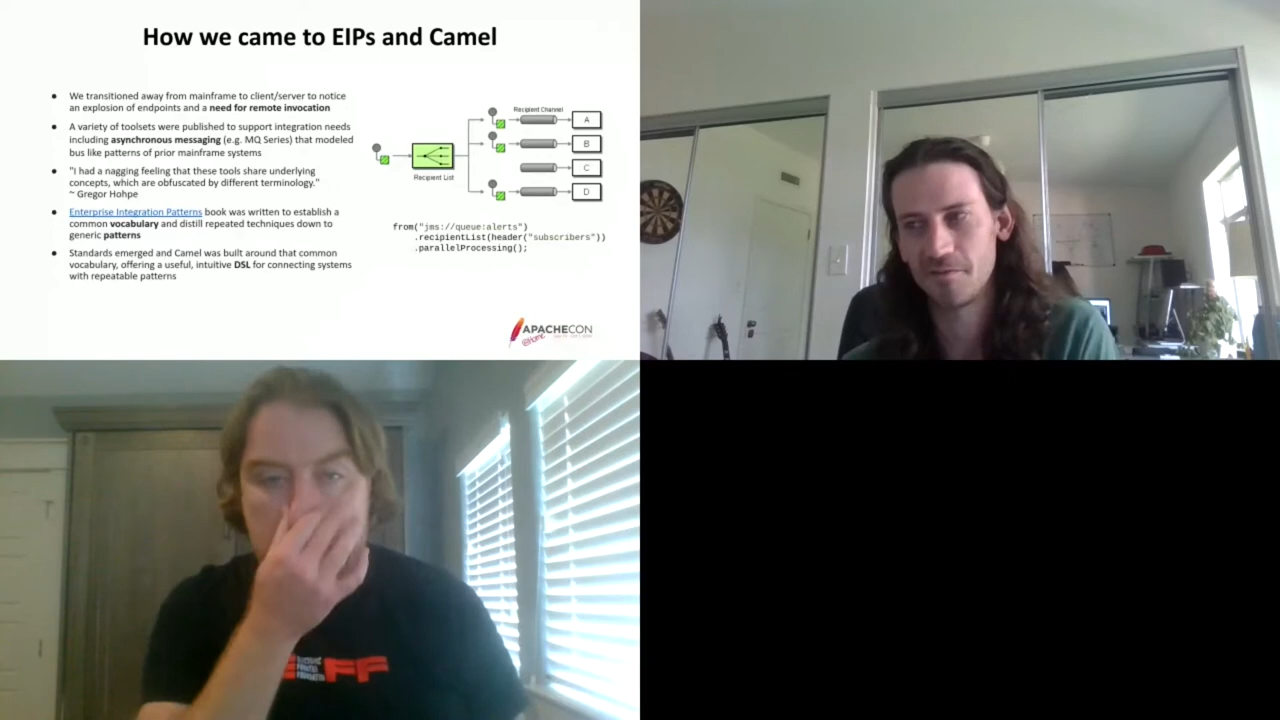 How we came to EIPs and Camel
● We transitioned away from mainframe to client/server to notice
an explosion of endpoints and a need for remote invocation
● A variety of toolsets were published to support integration needs
including asynchronous messaging (e.g. MQ Series) that modeled
bus like patterns of prior mainframe systems
● "I had a nagging feeling that these tools share underlying
concepts, which are obfuscated by different terminology."
~ Gregor Hohpe
● Enterprise Integration Patterns book was written to establish a
common vocabulary and distill repeated techniques down to
generic patterns
● Standards emerged and Camel was built around that common
vocabulary, offering a useful, intuitive DSL for connecting systems
with repeatable patterns
Recipient Channel
A
B
C
D
Recipient List
from("jms://queue:alerts")
.recipientList(header("subscribers"))
.parallelProcessing();
APACHECON
@home
EFF